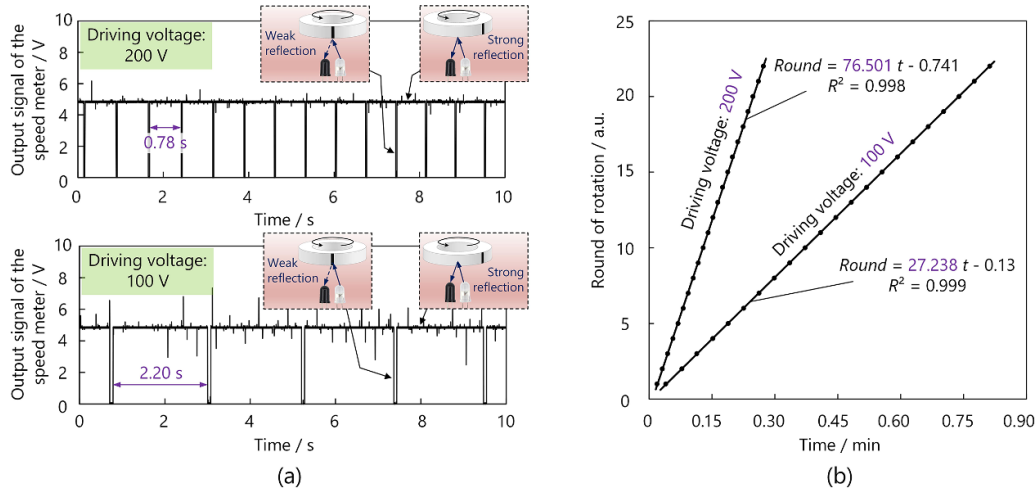 Output signal of the
speed meter / V
10
8
6
4
2
0
Driving voltage:
200 V
0.78 s
Weak
reflection
Strong
reflection
0
2
4
6
8
10
Time / s
Output signal of the
speed meter / V
10
8
6
4
2
0
Driving voltage:
100 V
2.20 s
Weak
reflection
Strong
reflection
0
2
4
6
8
10
Time / s
(a)
Round of rotation / a.u.
25
20
15
10
5
0
Driving voltage: 200 V
Round = 76.501 t - 0.741
R² = 0.998
Driving voltage: 100 V
Round = 27.238 t - 0.13
R² = 0.999
0
0.15
0.30
0.45
0.60
0.75
0.90
Time / min
(b)